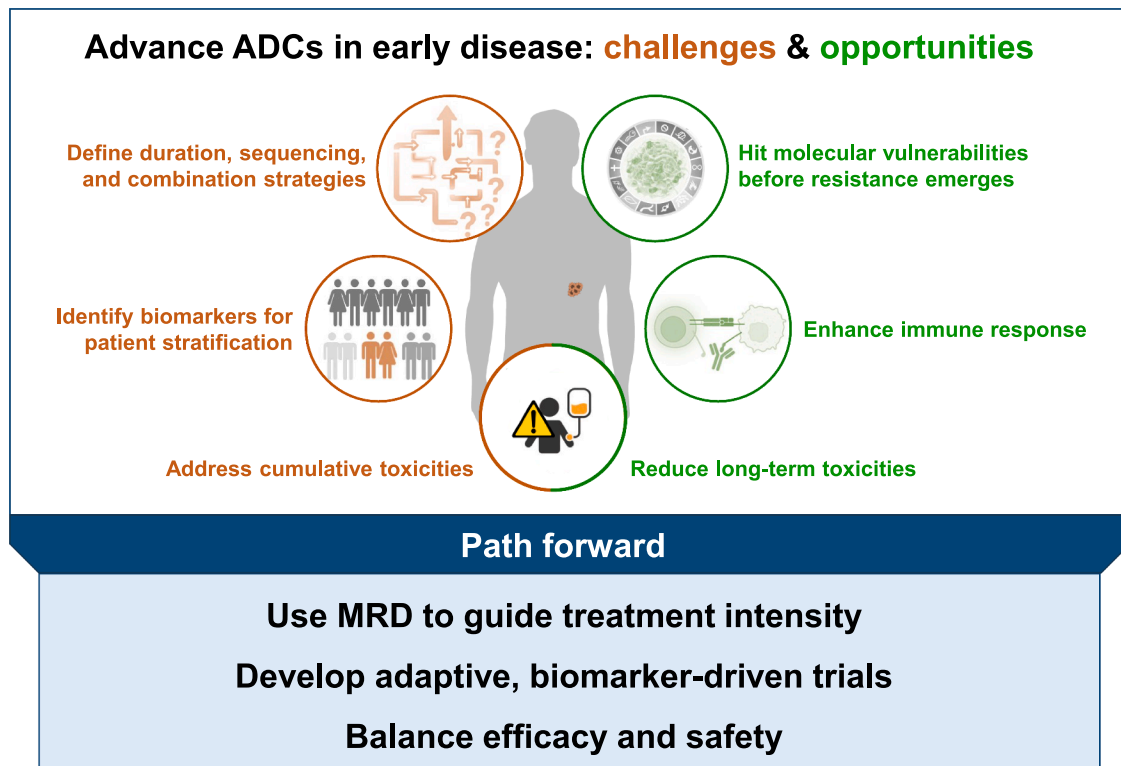 Advance ADCs in early disease: challenges & opportunities
Define duration, sequencing,
and combination strategies
Hit molecular vulnerabilities
before resistance emerges
Identify biomarkers for
patient stratification
Enhance immune response
Address cumulative toxicities
Reduce long-term toxicities
Path forward
Use MRD to guide treatment intensity
Develop adaptive, biomarker-driven trials
Balance efficacy and safety